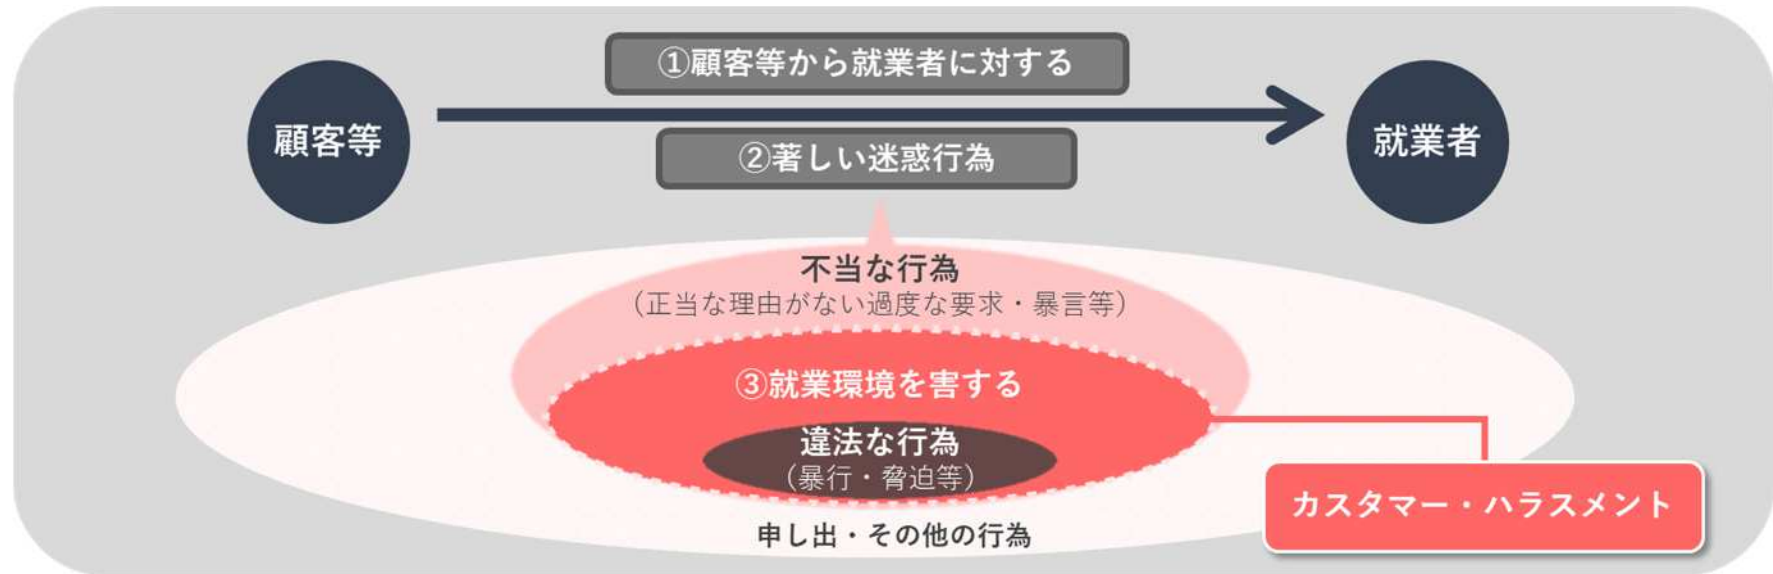 ①顧客等から就業者に対する
顧客等
就業者
②著しい迷惑行為
不当な行為
（正当な理由がない過度な要求・暴言等）
③就業環境を害する
違法な行為
（暴行・脅迫等）
カスタマー・ハラスメント
申し出・その他の行為